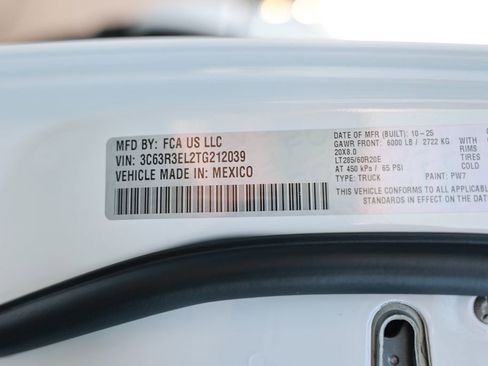 MFD BY: FCA US LLC
VIN: 3C63R3EL2TG212039
VEHICLE MADE IN: MEXICO
DATE OF MFR (BUILT): 10-25
GAWR FRONT: 6000 LB / 2722 KG WITH
20X8.0 RIMS
LT285/60R20E TIRES
AT 450 kPa / 65 PSI COLD
TYPE: TRUCK PAINT: PW7
THIS VEHICLE CONFORMS TO ALL APPLICABLE
STANDARDS IN EFFECT ON THE DATE